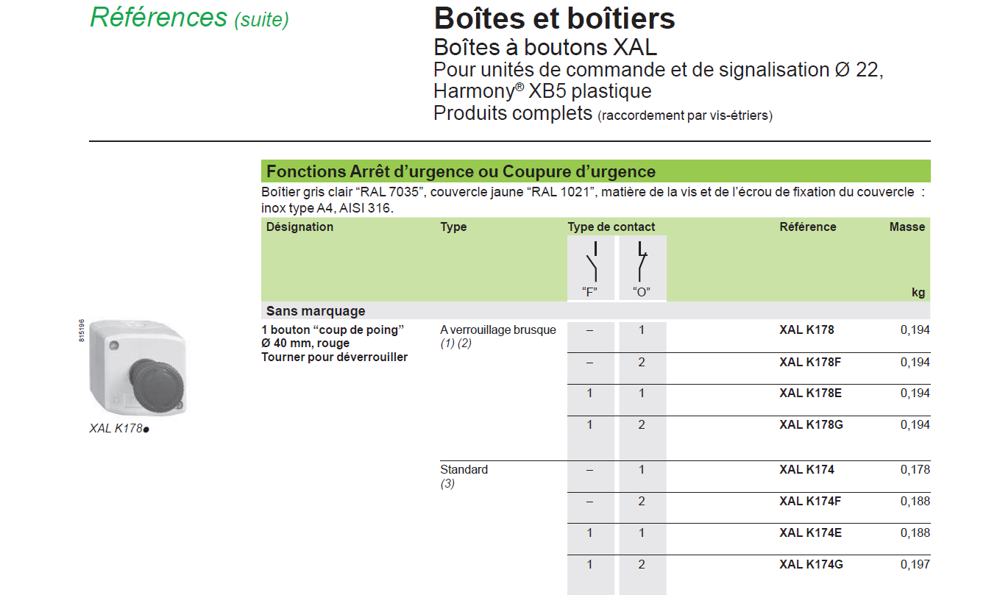 Références (suite)
Boîtes et boîtiers
Boîtes à boutons XAL
Pour unités de commande et de signalisation Ø 22,
Harmony® XB5 plastique
Produits complets (raccordement par vis-étriers)
Fonctions Arrêt d’urgence ou Coupure d’urgence
Boîtier gris clair “RAL 7035”, couvercle jaune “RAL 1021”, matière de la vis et de l’écrou de fixation du couvercle :
inox type A4, AISI 316.
Désignation Type Type de contact Référence Masse
“F” “O” kg
Sans marquage
815196
1 bouton “coup de poing” A verrouillage brusque – 1 XAL K178 0,194
Ø 40 mm, rouge (1) (2)
Tourner pour déverrouiller
– 2 XAL K178F 0,194
1 1 XAL K178E 0,194
1 2 XAL K178G 0,194
XAL K178●
Standard – 1 XAL K174 0,178
(3)
– 2 XAL K174F 0,188
1 1 XAL K174E 0,188
1 2 XAL K174G 0,197